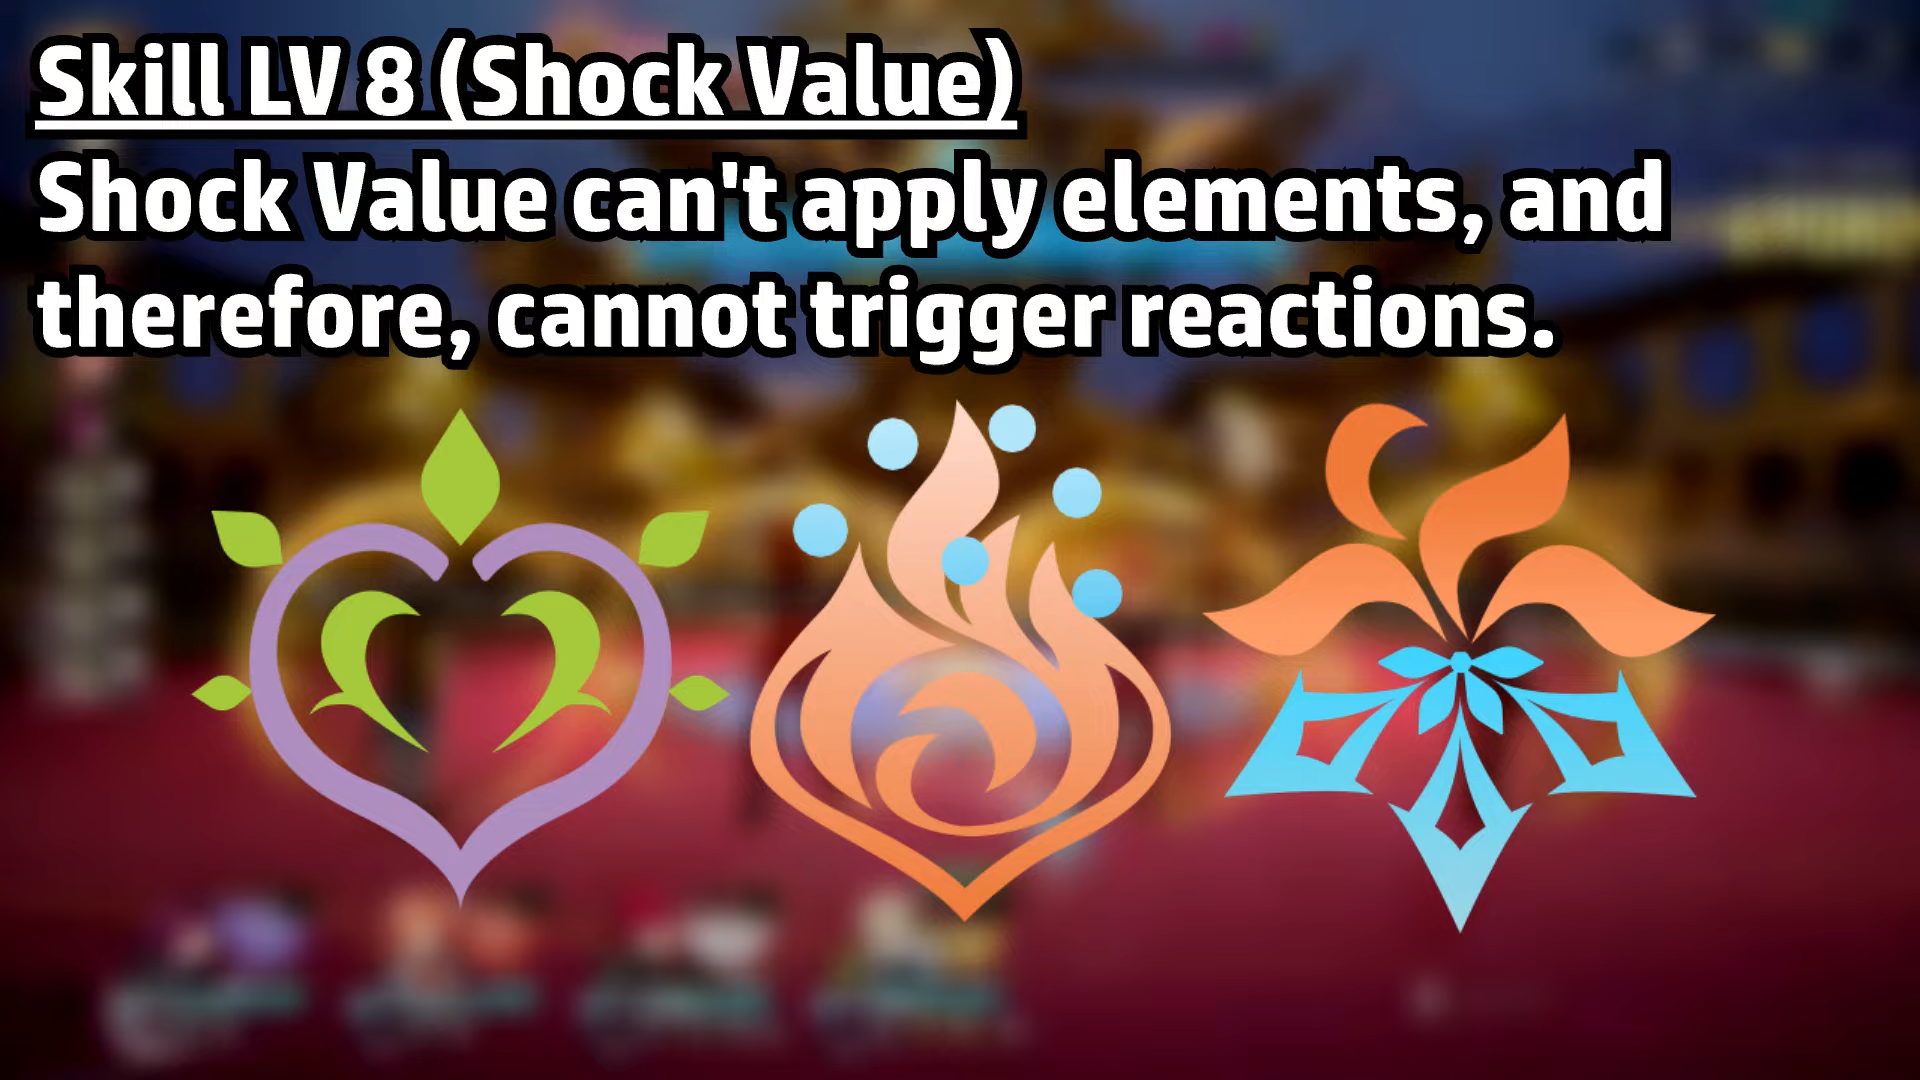 Skill LV 8 (Shock Value)
Shock Value can't apply elements, and
therefore, cannot trigger reactions.